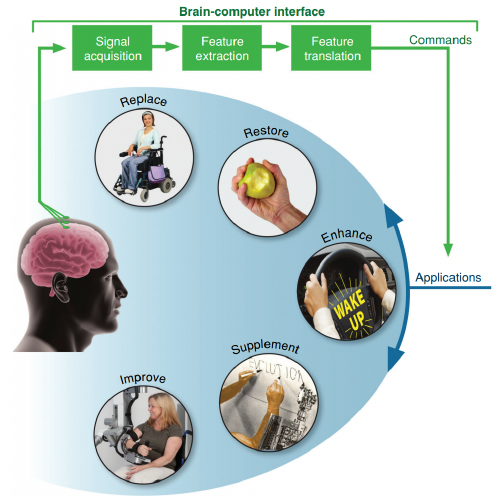 Brain-computer interface
Signal
acquisition
Feature
extraction
Feature
translation
Commands
Replace
Restore
Enhance
WAKE
UP
Applications
Supplement
Improve